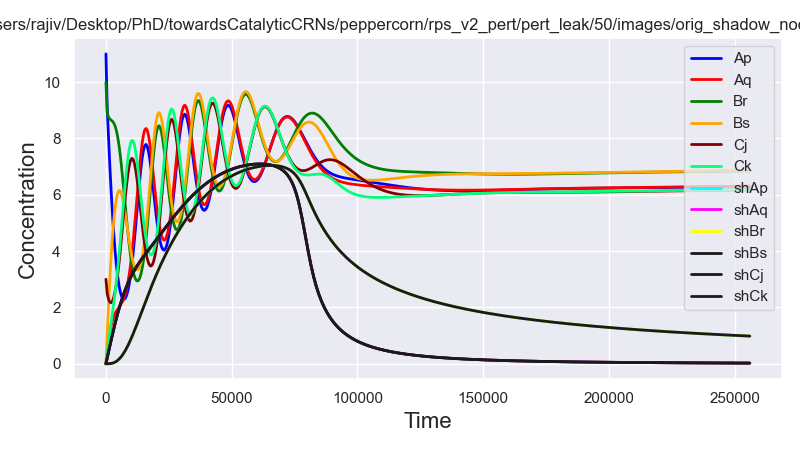 sers/rajiv/Desktop/PhD/towardsCatalyticCRNs/peppercorn/rps_v2_pert/pert_leak/50/images/orig_shadow_noc
Concentration
10
8
6
4
2
0
Ap
Aq
Br
Bs
Cj
Ck
shAp
shAq
shBr
shBs
shCj
shCk
0 50000 100000 150000 200000 250000
Time